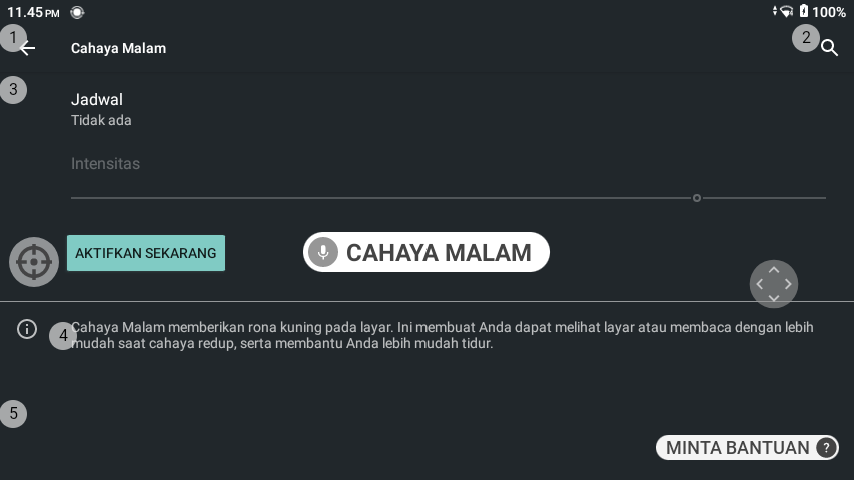 11.45 PM
100%
1
Cahaya Malam
2
3
Jadwal
Tidak ada
Intensitas
AKTIFKAN SEKARANG
CAHAYA MALAM
4
Cahaya Malam memberikan rona kuning pada layar. Ini membuat Anda dapat melihat layar atau membaca dengan lebih
mudah saat cahaya redup, serta membantu Anda lebih mudah tidur.
5
MINTA BANTUAN ?